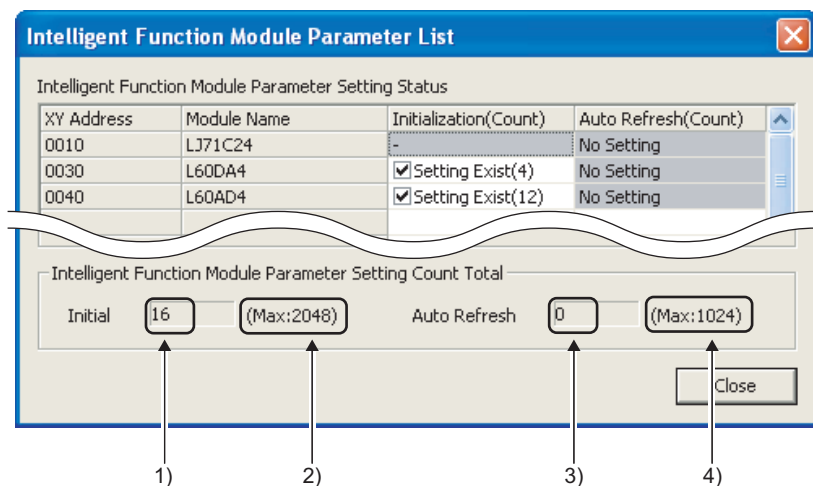 Intelligent Function Module Parameter List
Intelligent Function Module Parameter Setting Status
XY Address Module Name Initialization(Count) Auto Refresh(Count)
0010 LJ71C24 - No Setting
0030 L60DA4 Setting Exist(4) No Setting
0040 L60AD4 Setting Exist(12) No Setting
Intelligent Function Module Parameter Setting Count Total
Initial 16 (Max:2048) Auto Refresh 0 (Max:1024)
Close
1) 2) 3) 4)